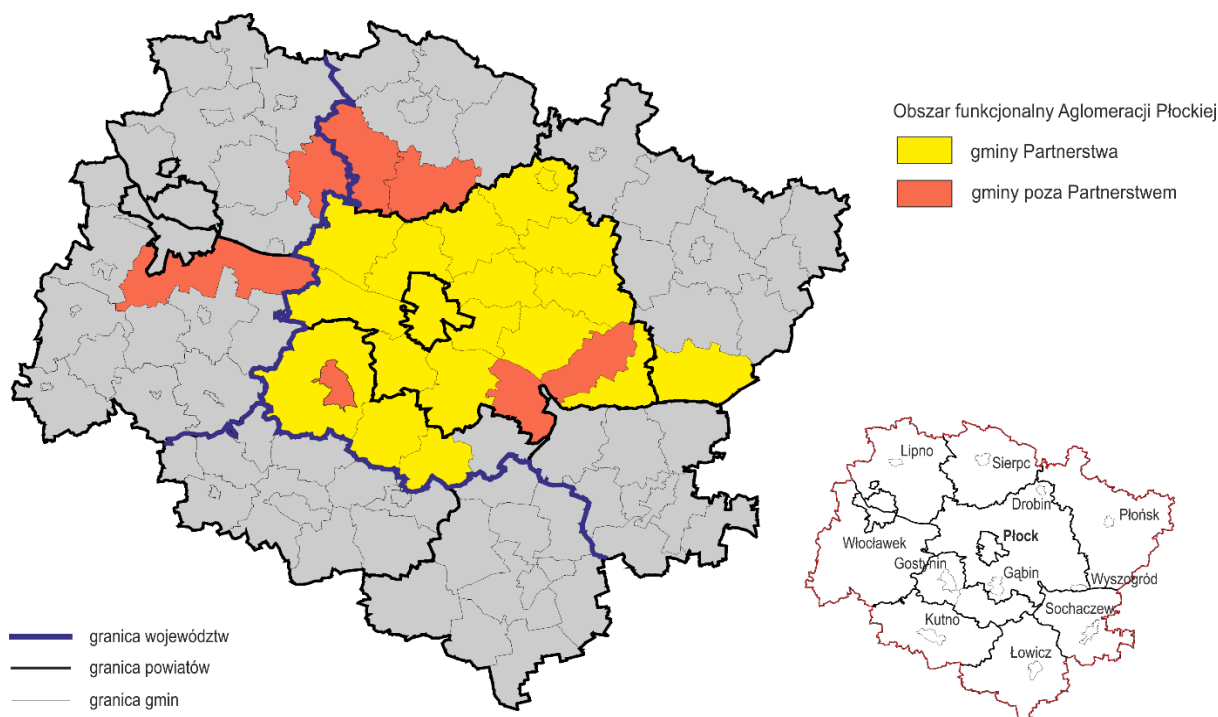 Obszar funkcjonalny Aglomeracji Płockiej
gminy Partnerstwa
gminy poza Partnerstwem
granica województw
granica powiatów
granica gmin
Lipno
Sierpc
Drobin
Płońsk
Włocławek
Płock
Gostynin
Gąbin
Wyszogród
Kutno
Sochaczew
Łowicz